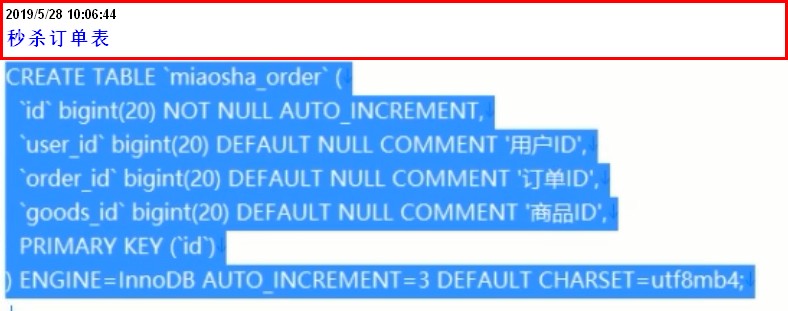 2019/5/28 10:06:44
秒杀订单表
CREATE TABLE `miaosha_order` (
`id` bigint(20) NOT NULL AUTO_INCREMENT,
`user_id` bigint(20) DEFAULT NULL COMMENT '用户ID',
`order_id` bigint(20) DEFAULT NULL COMMENT '订单ID',
`goods_id` bigint(20) DEFAULT NULL COMMENT '商品ID',
PRIMARY KEY (`id`)
) ENGINE=InnoDB AUTO_INCREMENT=3 DEFAULT CHARSET=utf8mb4;